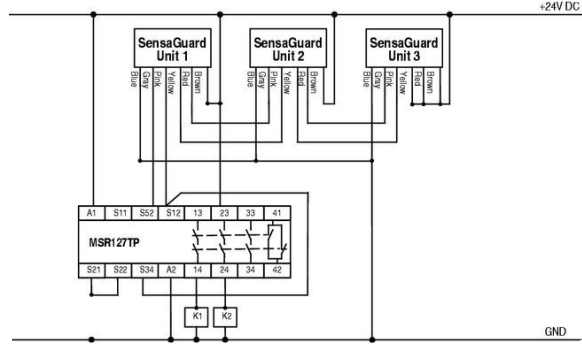 +24V DC
SensaGuard
Unit 1
SensaGuard
Unit 2
SensaGuard
Unit 3
Blue Gray Pink Yellow Red Brown
Blue Gray Pink Yellow Red Brown
Blue Gray Pink Yellow Red Brown
A1 S11 S52 S12 13 23 33 41
MSR127TP
S21 S22 S34 A2 14 24 34 42
K1 K2
GND